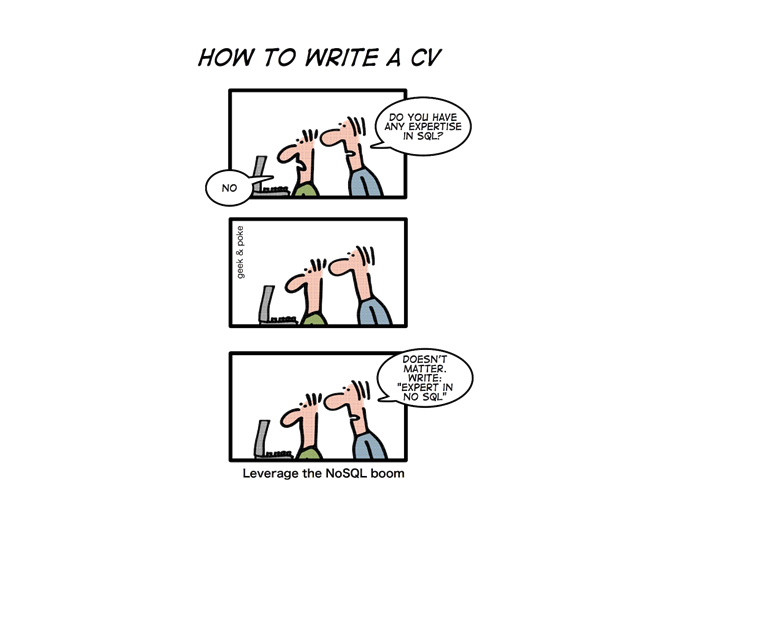 HOW TO WRITE A CV
DO YOU HAVE
ANY EXPERTISE
IN SQL?
NO
geek & poke
DOESN'T
MATTER.
WRITE:
"EXPERT IN
NO SQL"
Leverage the NoSQL boom